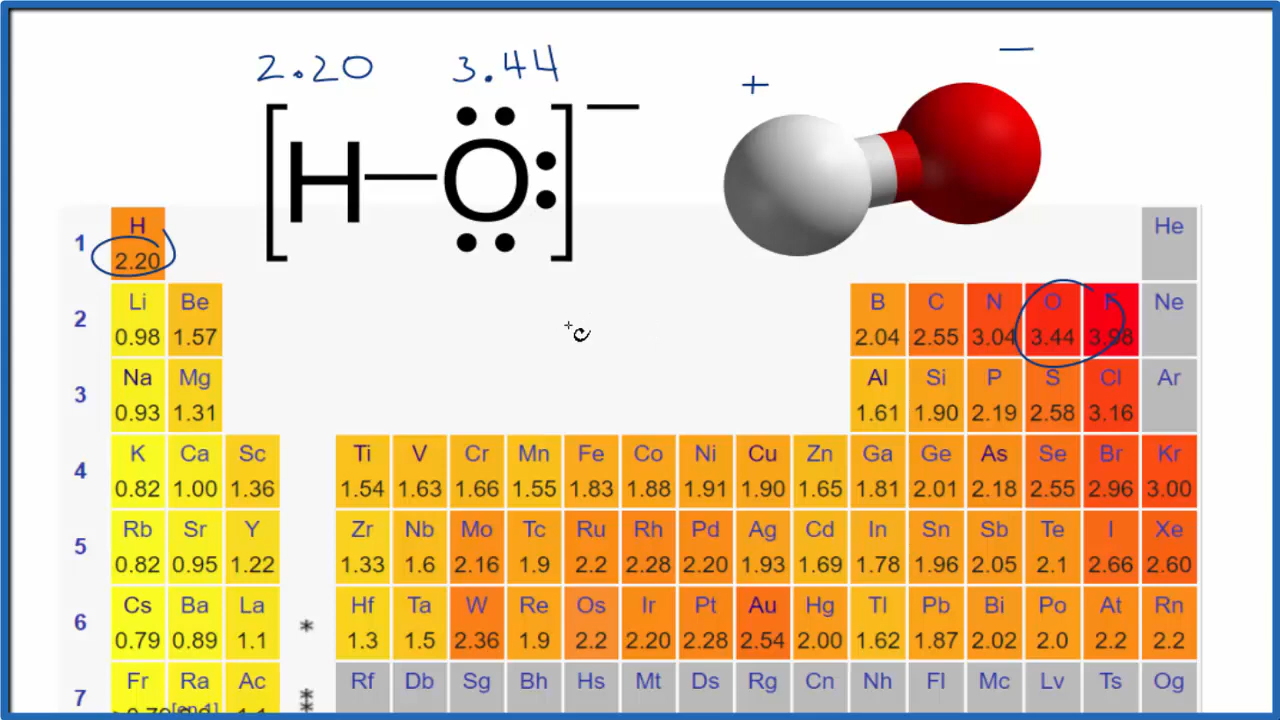 2.20 3.44
[H—O:]—
+ —
1 H He
2.20
2 Li Be B C N O F Ne
0.98 1.57 2.04 2.55 3.04 3.44 3.98
3 Na Mg Al Si P S Cl Ar
0.93 1.31 1.61 1.90 2.19 2.58 3.16
4 K Ca Sc Ti V Cr Mn Fe Co Ni Cu Zn Ga Ge As Se Br Kr
0.82 1.00 1.36 1.54 1.63 1.66 1.55 1.83 1.88 1.91 1.90 1.65 1.81 2.01 2.18 2.55 2.96 3.00
5 Rb Sr Y Zr Nb Mo Tc Ru Rh Pd Ag Cd In Sn Sb Te I Xe
0.82 0.95 1.22 1.33 1.6 2.16 1.9 2.2 2.28 2.20 1.93 1.69 1.78 1.96 2.05 2.1 2.66 2.60
6 Cs Ba La * Hf Ta W Re Os Ir Pt Au Hg Tl Pb Bi Po At Rn
0.79 0.89 1.1 1.3 1.5 2.36 1.9 2.2 2.20 2.28 2.54 2.00 1.62 1.87 2.02 2.0 2.2 2.2
7 Fr Ra Ac ** Rf Db Sg Bh Hs Mt Ds Rg Cn Nh Fl Mc Lv Ts Og
1.1